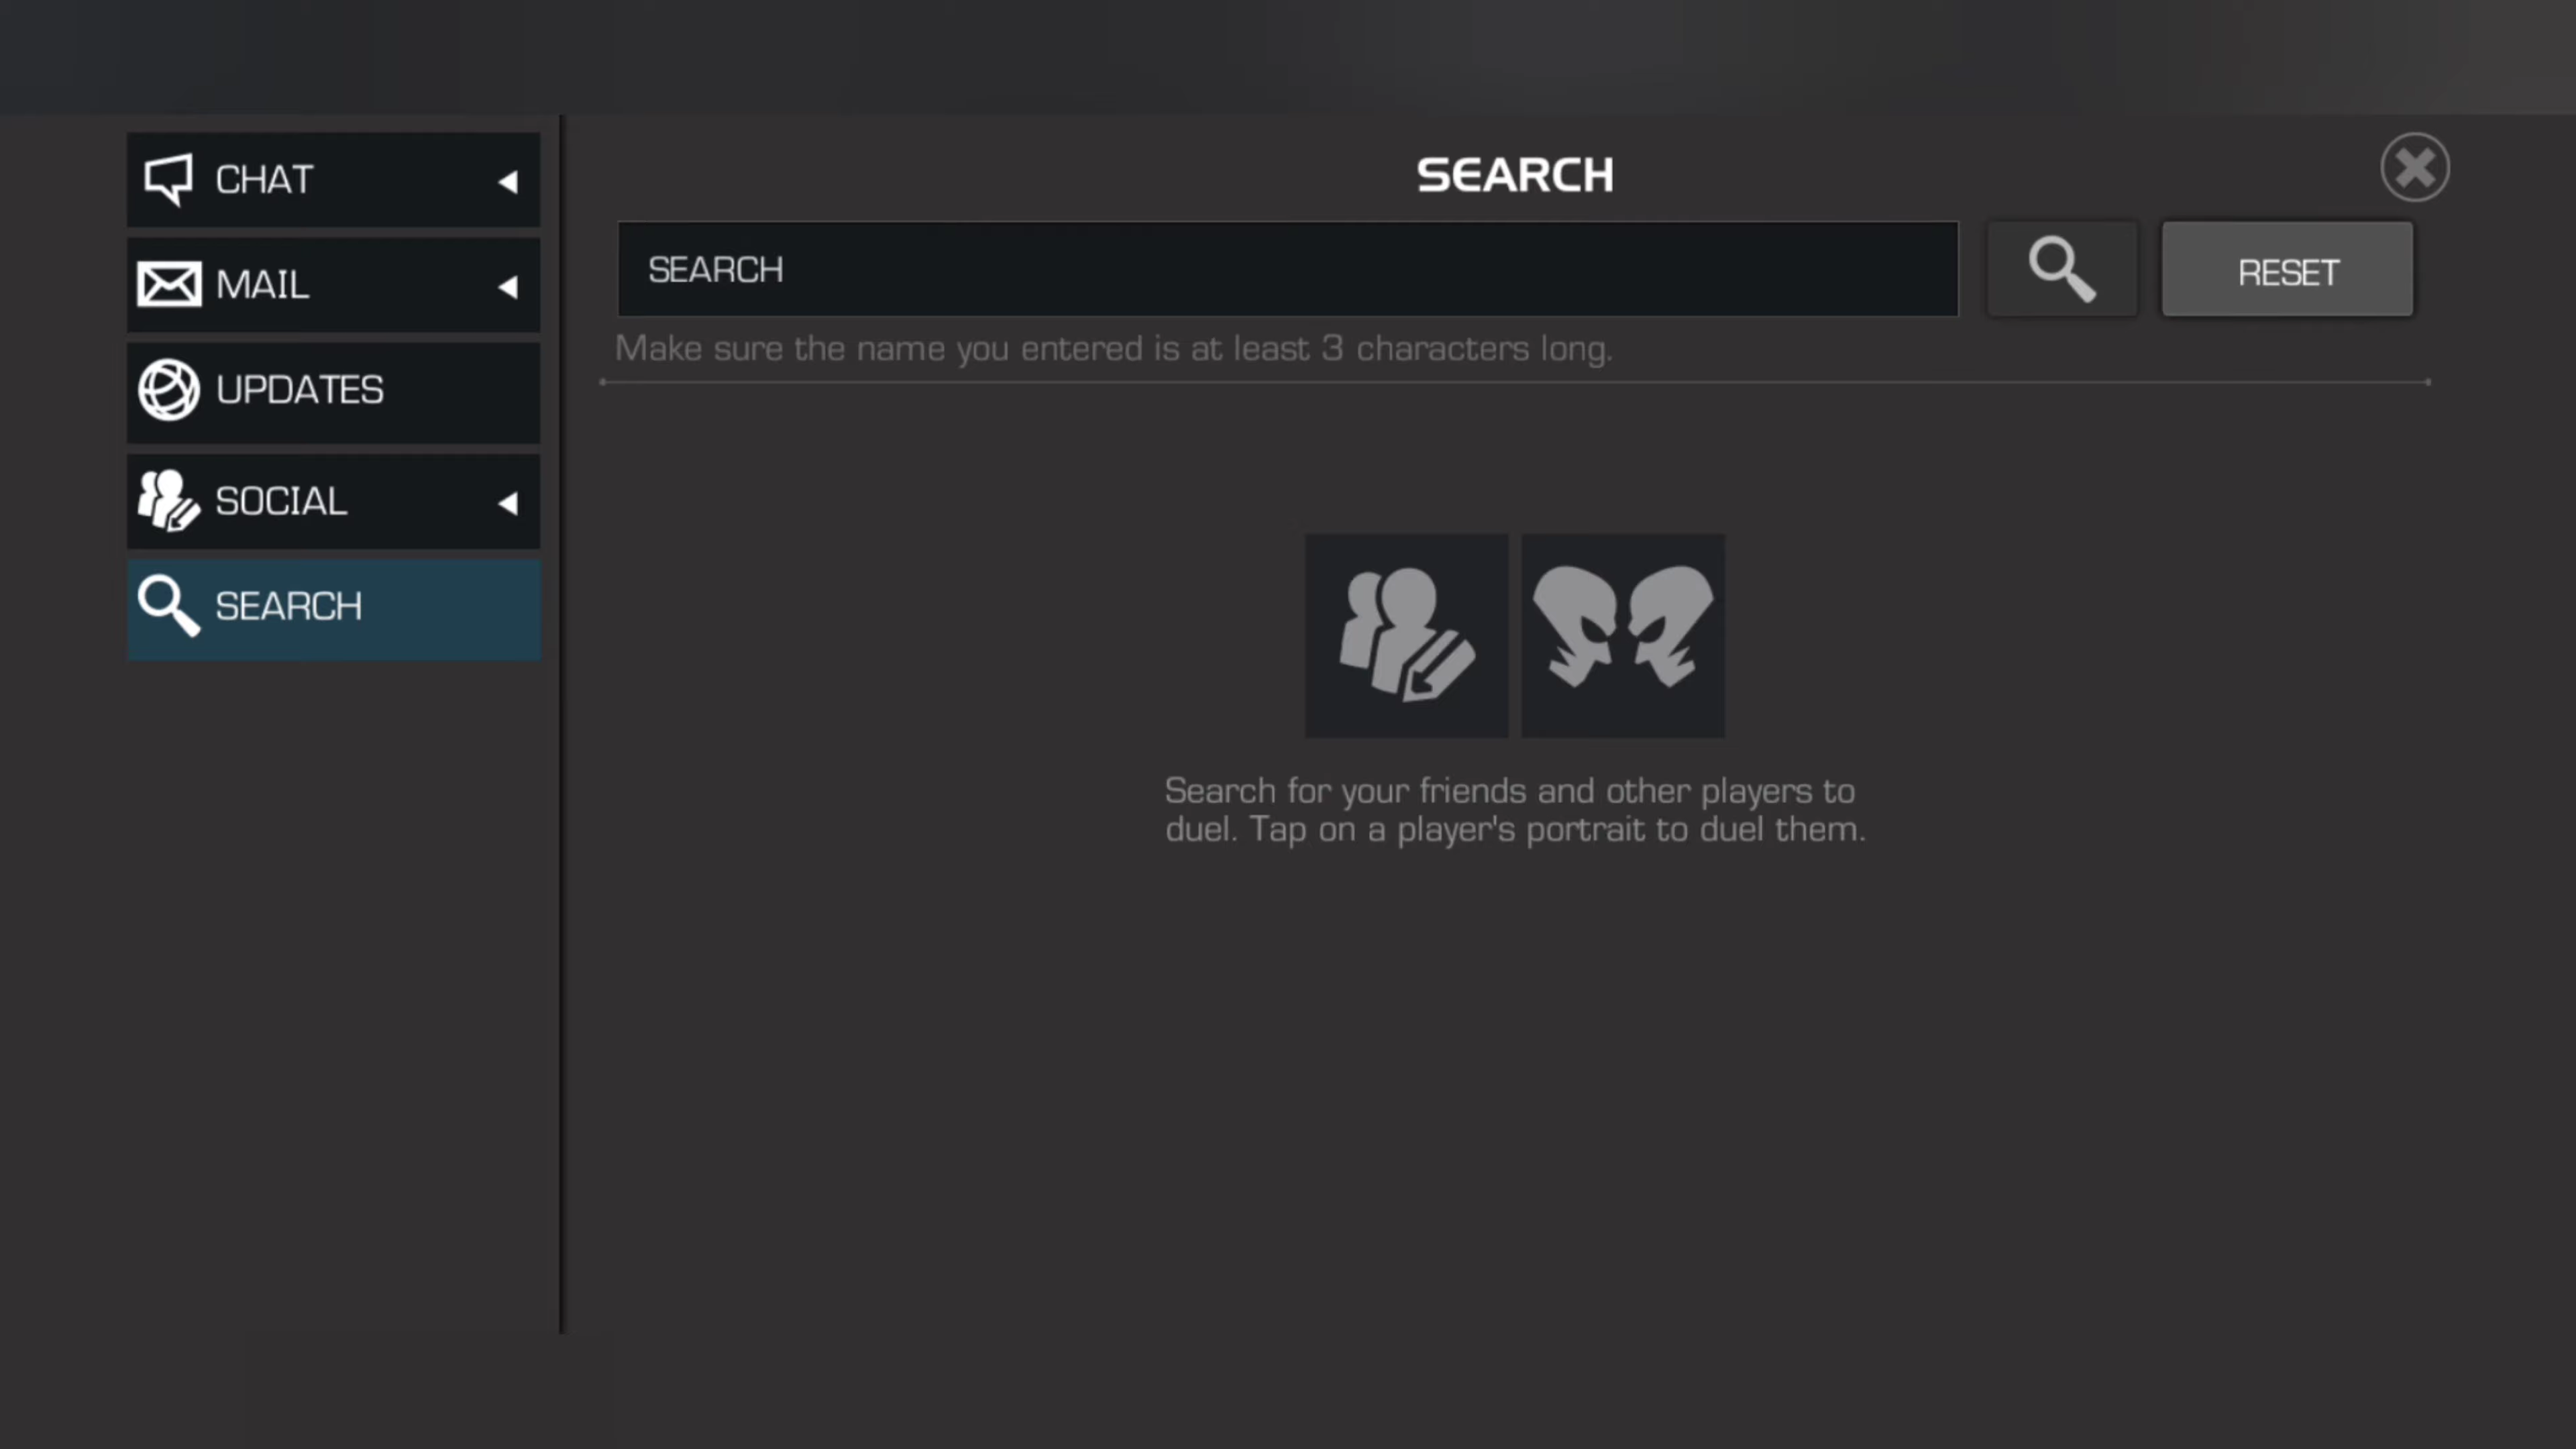 CHAT
MAIL
UPDATES
SOCIAL
SEARCH
SEARCH
SEARCH
RESET
Make sure the name you entered is at least 3 characters long.
Search for your friends and other players to
duel. Tap on a player's portrait to duel them.